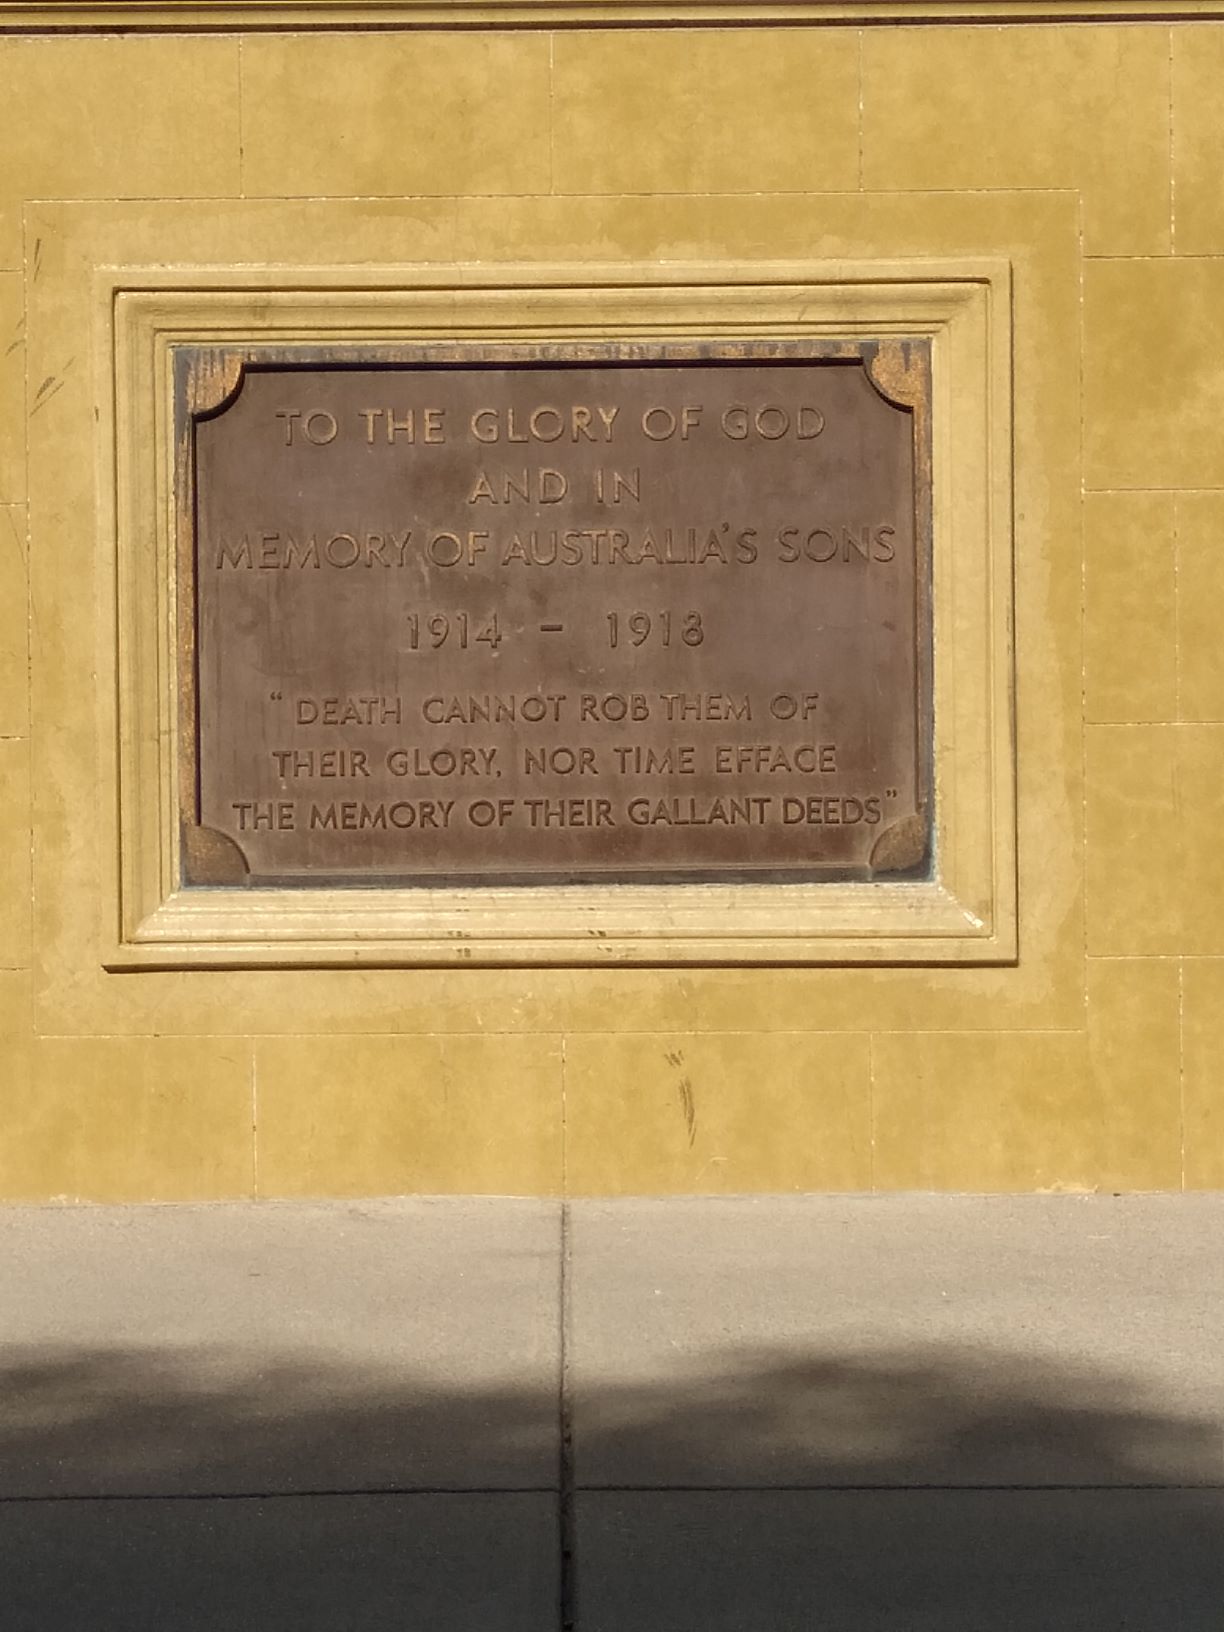 TO THE GLORY OF GOD
AND IN
MEMORY OF AUSTRALIA'S SONS
1914 - 1918
“DEATH CANNOT ROB THEM OF
THEIR GLORY, NOR TIME EFFACE
THE MEMORY OF THEIR GALLANT DEEDS”